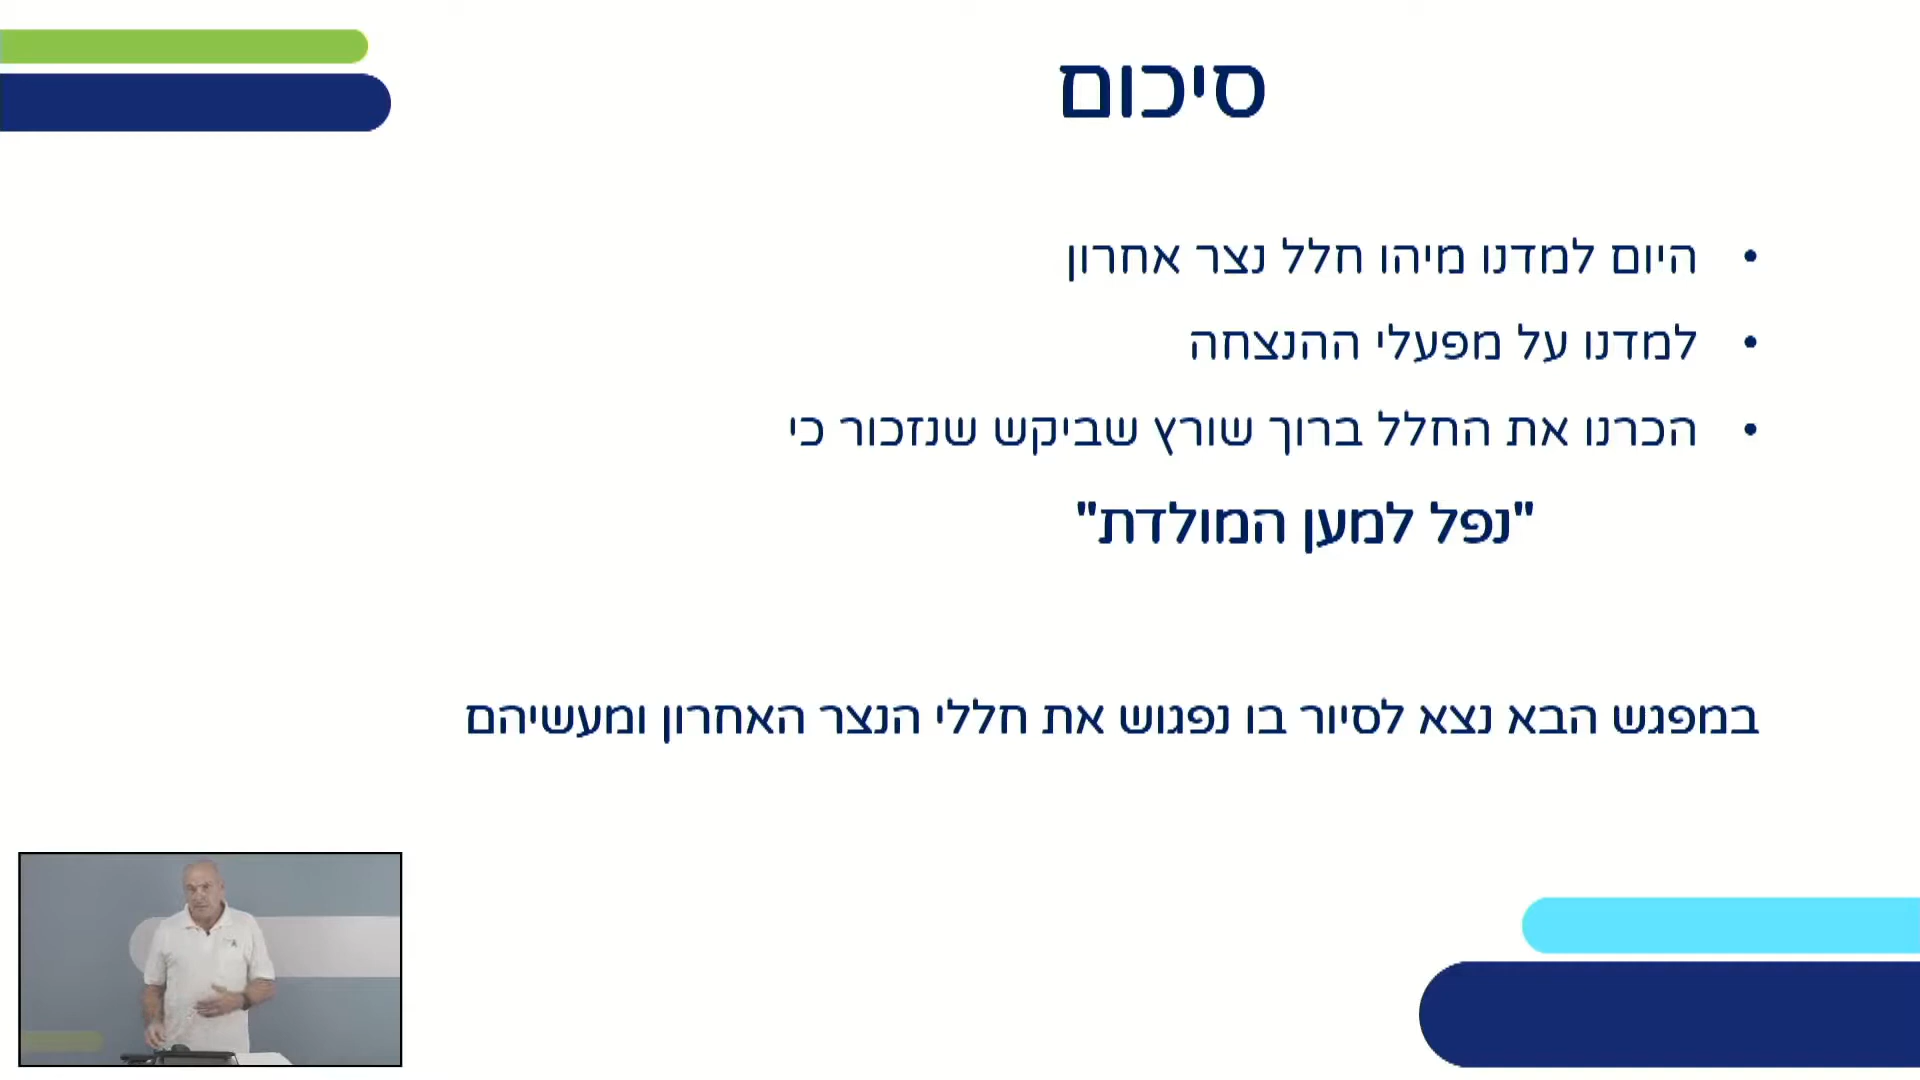 סיכום
• היום למדנו מיהו חלל נצר אחרון
• למדנו על מפעלי ההנצחה
• הכרנו את החלל ברוך שורץ שביקש שנזכור כי
"נפל למען המולדת"
במפגש הבא נצא לסיור בו נפגוש את חללי הנצר האחרון ומעשיהם